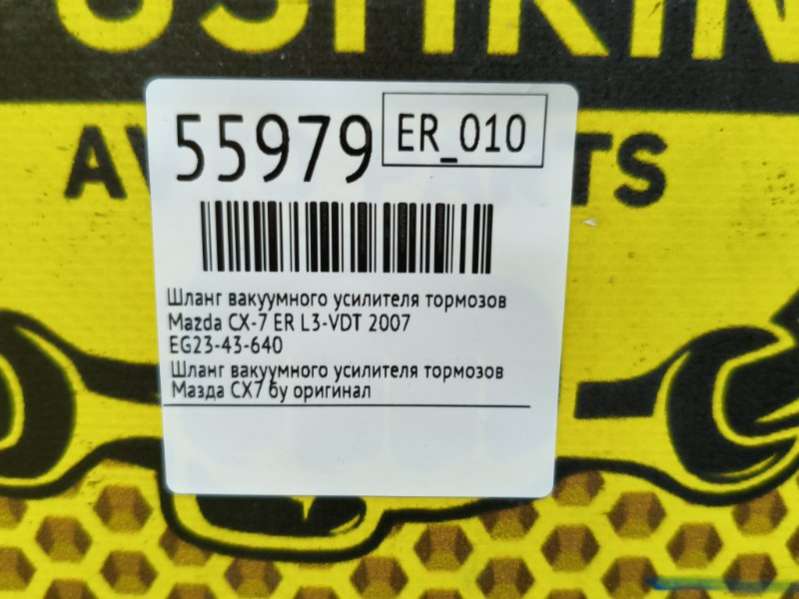 55979
ER_010
Шланг вакуумного усилителя тормозов
Mazda CX-7 ER L3-VDT 2007
EG23-43-640
Шланг вакуумного усилителя тормозов
Мазда СХ7 бу оригинал